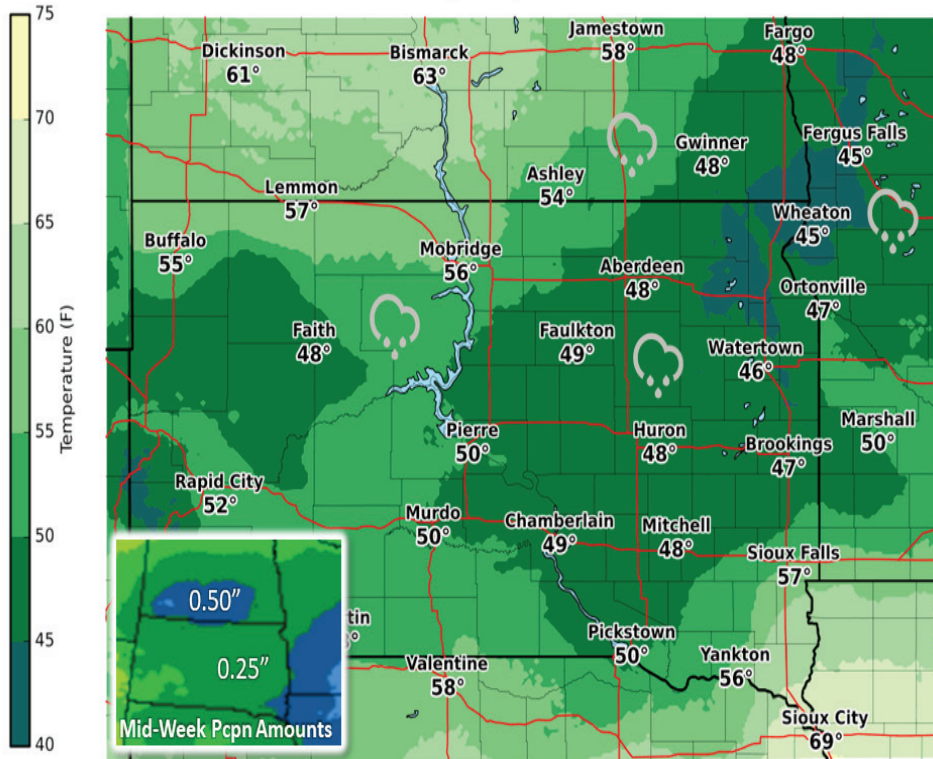 75
70
65
60
55
50
45
40
Temperature (F)
Dickinson
61°
Bismarck
63°
Jamestown
58°
Fargo
48°
Gwinner
48°
Fergus Falls
45°
Ashley
54°
Lemmon
57°
Wheaton
45°
Buffalo
55°
Mobridge
56°
Aberdeen
48°
Ortonville
47°
Faith
48°
Faulkton
49°
Watertown
46°
Marshall
50°
Pierre
50°
Huron
48°
Brookings
47°
Rapid City
52°
Murdo
50°
Chamberlain
49°
Mitchell
48°
Sioux Falls
57°
tin
Pickstown
50°
Yankton
56°
Valentine
58°
Sioux City
69°
0.50”
0.25”
Mid-Week Pcpn Amounts